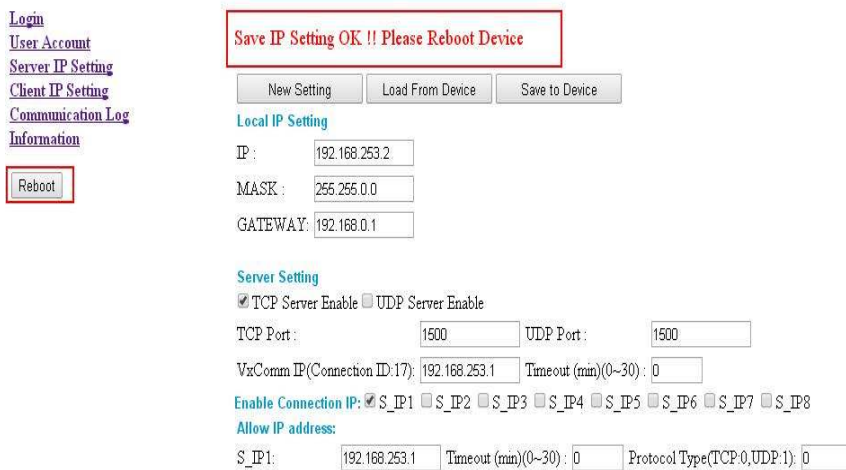 Login
User Account
Server IP Setting
Client IP Setting
Communication Log
Information
Reboot
Save IP Setting OK !! Please Reboot Device
New Setting Load From Device Save to Device
Local IP Setting
IP : 192.168.253.2
MASK : 255.255.0.0
GATEWAY: 192.168.0.1
Server Setting
TCP Server Enable UDP Server Enable
TCP Port : 1500 UDP Port : 1500
VxComm IP(Connection ID:17): 192.168.253.1 Timeout (min)(0~30) : 0
Enable Connection IP: S_IP1 S_IP2 S_IP3 S_IP4 S_IP5 S_IP6 S_IP7 S_IP8
Allow IP address:
S_IP1: 192.168.253.1 Timeout (min)(0~30) : 0 Protocol Type(TCP:0,UDP:1): 0